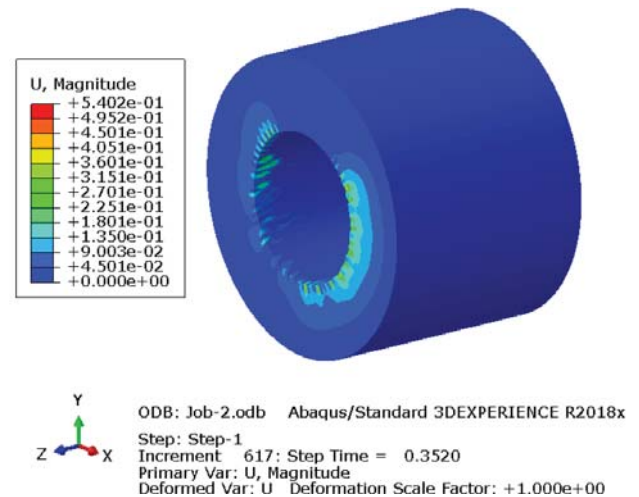 U, Magnitude
+5.402e-01
+4.952e-01
+4.501e-01
+4.051e-01
+3.601e-01
+3.151e-01
+2.701e-01
+2.251e-01
+1.801e-01
+1.350e-01
+9.003e-02
+4.501e-02
+0.000e+00
Y
Z X
ODB: Job-2.odb Abaqus/Standard 3DEXPERIENCE R2018x
Step: Step-1
Increment 617: Step Time = 0.3520
Primary Var: U, Magnitude
Deformed Var: U Deformation Scale Factor: +1.000e+00